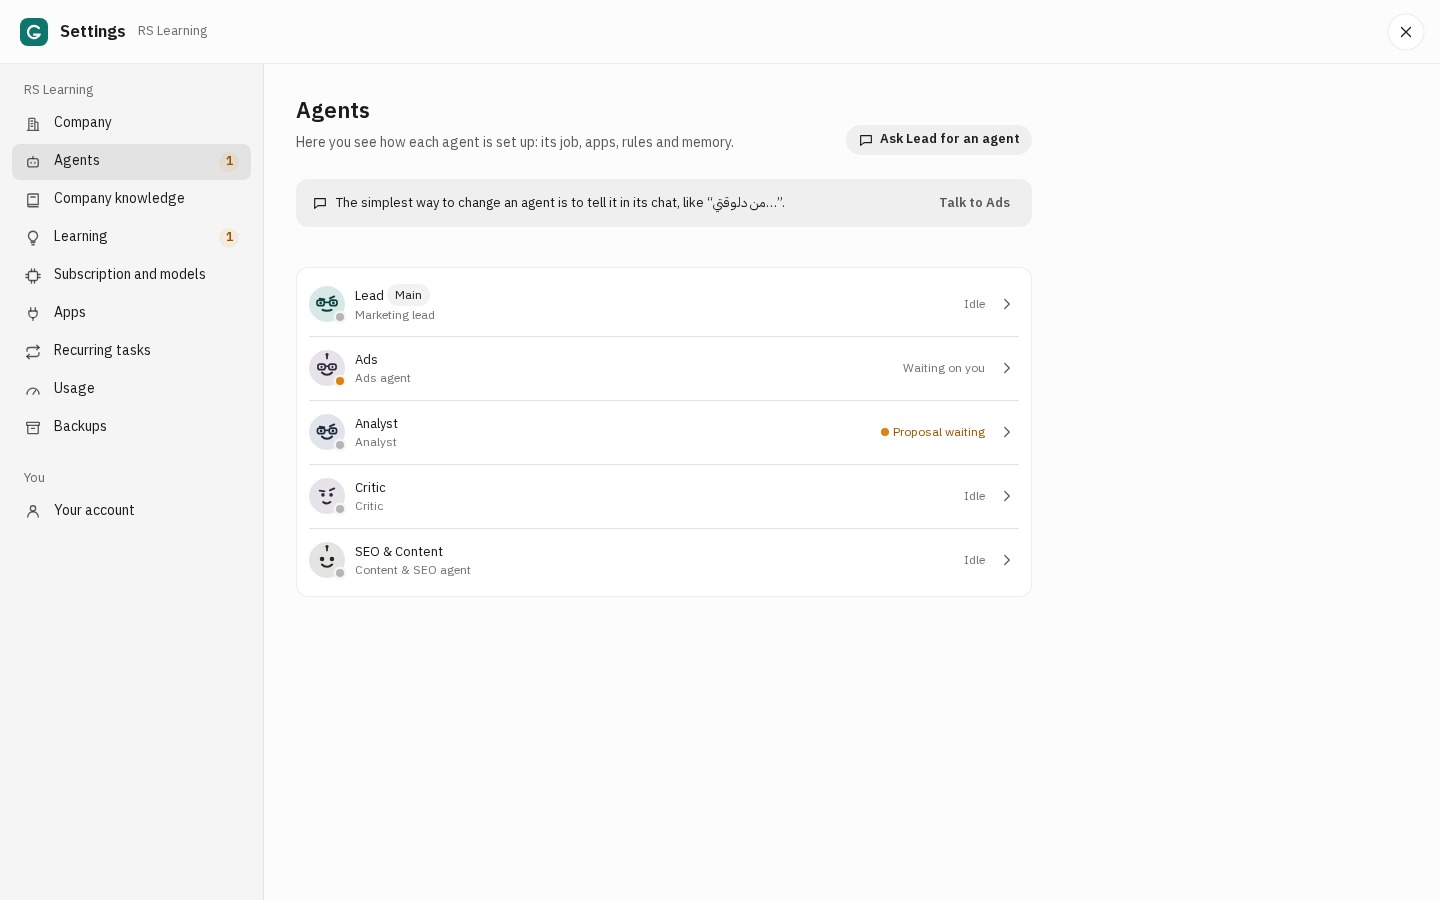 Settings RS Learning
RS Learning
Company
Agents 1
Company knowledge
Learning 1
Subscription and models
Apps
Recurring tasks
Usage
Backups
You
Your account
Agents
Here you see how each agent is set up: its job, apps, rules and memory.
Ask Lead for an agent
The simplest way to change an agent is to tell it in its chat, like “من دلوقتي…”.
Talk to Ads
Lead Main
Marketing lead
Idle
Ads
Ads agent
Waiting on you
Analyst
Analyst
Proposal waiting
Critic
Critic
Idle
SEO & Content
Content & SEO agent
Idle